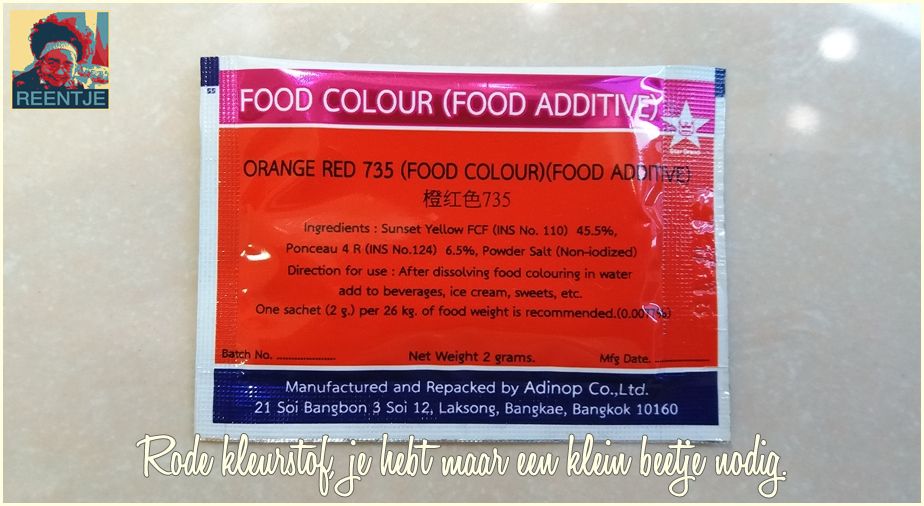 REENTJE
55
FOOD COLOUR (FOOD ADDITIVE)
Star Brand
ORANGE RED 735 (FOOD COLOUR)(FOOD ADDITIVE)
橙红色735
Ingredients : Sunset Yellow FCF (INS No. 110) 45.5%,
Ponceau 4 R (INS No.124) 6.5%, Powder Salt (Non-iodized)
Direction for use : After dissolving food colouring in water
add to beverages, ice cream, sweets, etc.
One sachet (2 g.) per 26 kg. of food weight is recommended.(0.0077%)
Batch No. .................... Net Weight 2 grams. Mfg Date. ....................
Manufactured and Repacked by Adinop Co.,Ltd.
21 Soi Bangbon 3 Soi 12, Laksong, Bangkae, Bangkok 10160
Rode kleurstof, je hebt maar een klein beetje nodig.